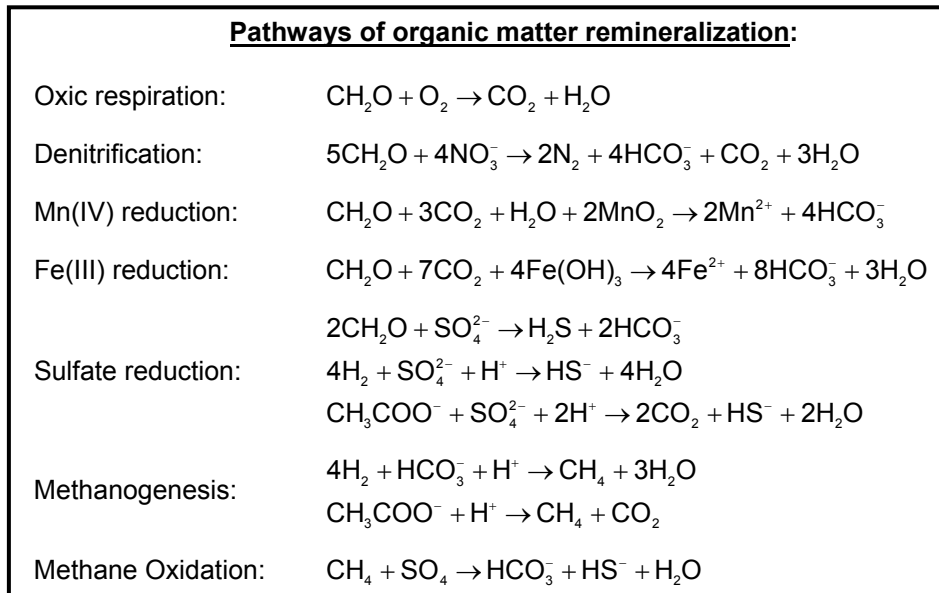 Pathways of organic matter remineralization:
Oxic respiration: CH₂O + O₂ → CO₂ + H₂O
Denitrification: 5CH₂O + 4NO₃⁻ → 2N₂ + 4HCO₃⁻ + CO₂ + 3H₂O
Mn(IV) reduction: CH₂O + 3CO₂ + H₂O + 2MnO₂ → 2Mn²⁺ + 4HCO₃⁻
Fe(III) reduction: CH₂O + 7CO₂ + 4Fe(OH)₃ → 4Fe²⁺ + 8HCO₃⁻ + 3H₂O
2CH₂O + SO₄²⁻ → H₂S + 2HCO₃⁻
Sulfate reduction: 4H₂ + SO₄²⁻ + H⁺ → HS⁻ + 4H₂O
CH₃COO⁻ + SO₄²⁻ + 2H⁺ → 2CO₂ + HS⁻ + 2H₂O
4H₂ + HCO₃⁻ + H⁺ → CH₄ + 3H₂O
Methanogenesis:
CH₃COO⁻ + H⁺ → CH₄ + CO₂
Methane Oxidation: CH₄ + SO₄ → HCO₃⁻ + HS⁻ + H₂O